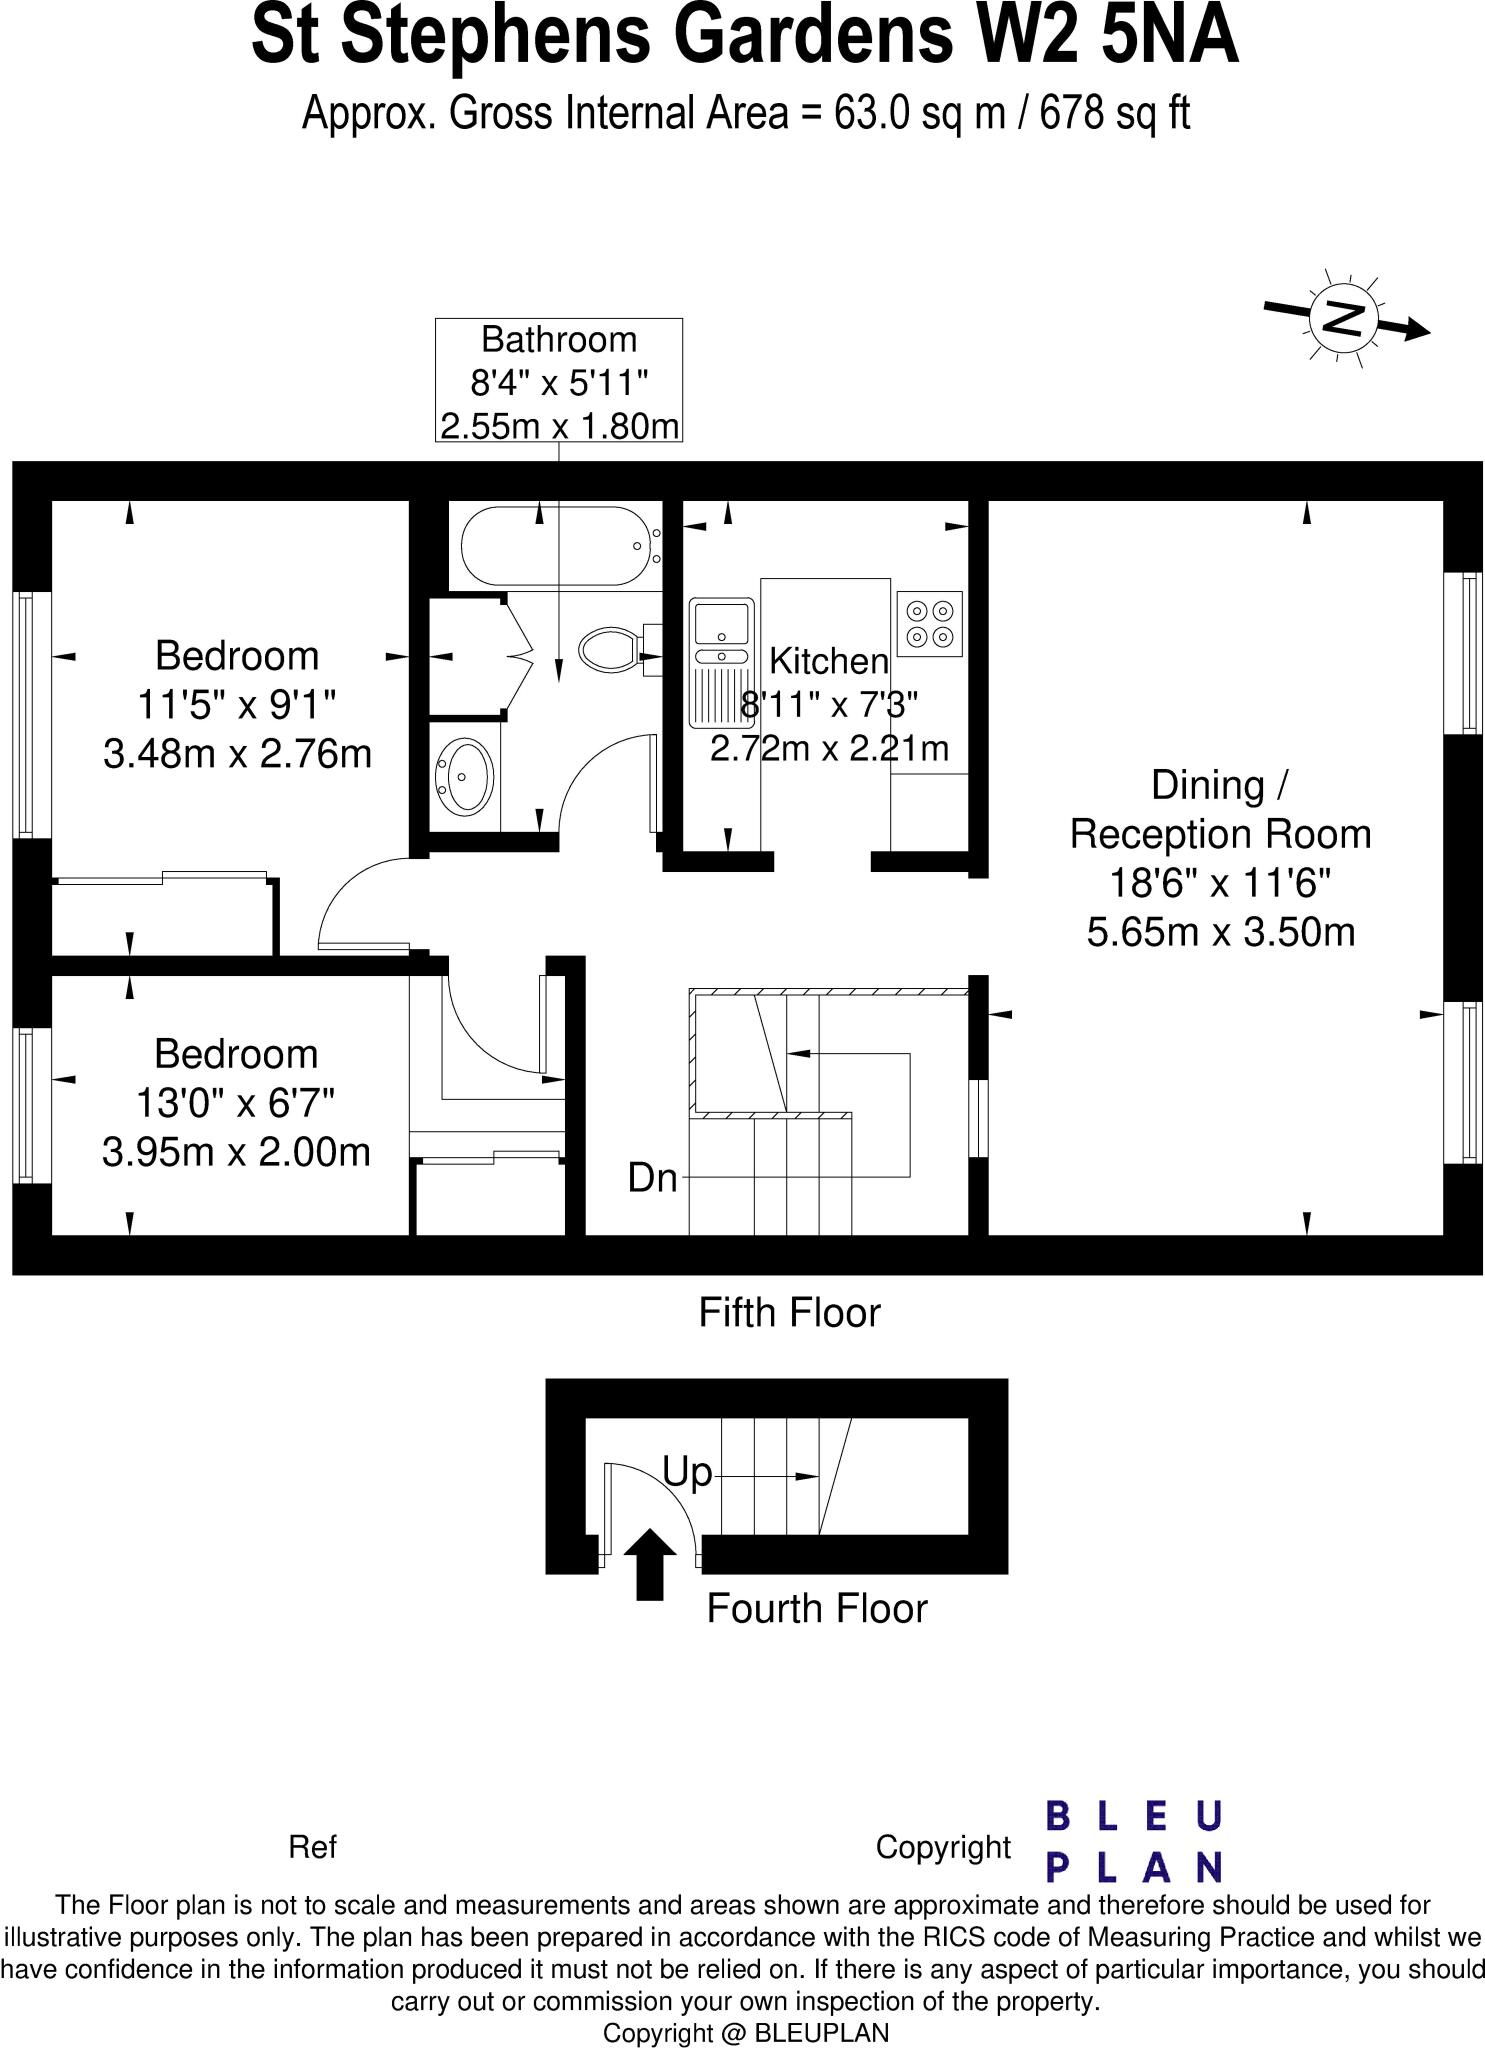 St Stephens Gardens W2 5NA
Approx. Gross Internal Area = 63.0 sq m / 678 sq ft
N
Bathroom
8'4" x 5'11"
2.55m x 1.80m
Bedroom
11'5" x 9'1"
3.48m x 2.76m
Kitchen
8'11" x 7'3"
2.72m x 2.21m
Dining /
Reception Room
18'6" x 11'6"
5.65m x 3.50m
Bedroom
13'0" x 6'7"
3.95m x 2.00m
Dn
Fifth Floor
Up
Fourth Floor
Ref
Copyright
BLEU
PLAN
The Floor plan is not to scale and measurements and areas shown are approximate and therefore should be used for
illustrative purposes only. The plan has been prepared in accordance with the RICS code of Measuring Practice and whilst we
have confidence in the information produced it must not be relied on. If there is any aspect of particular importance, you should
carry out or commission your own inspection of the property.
Copyright @ BLEUPLAN